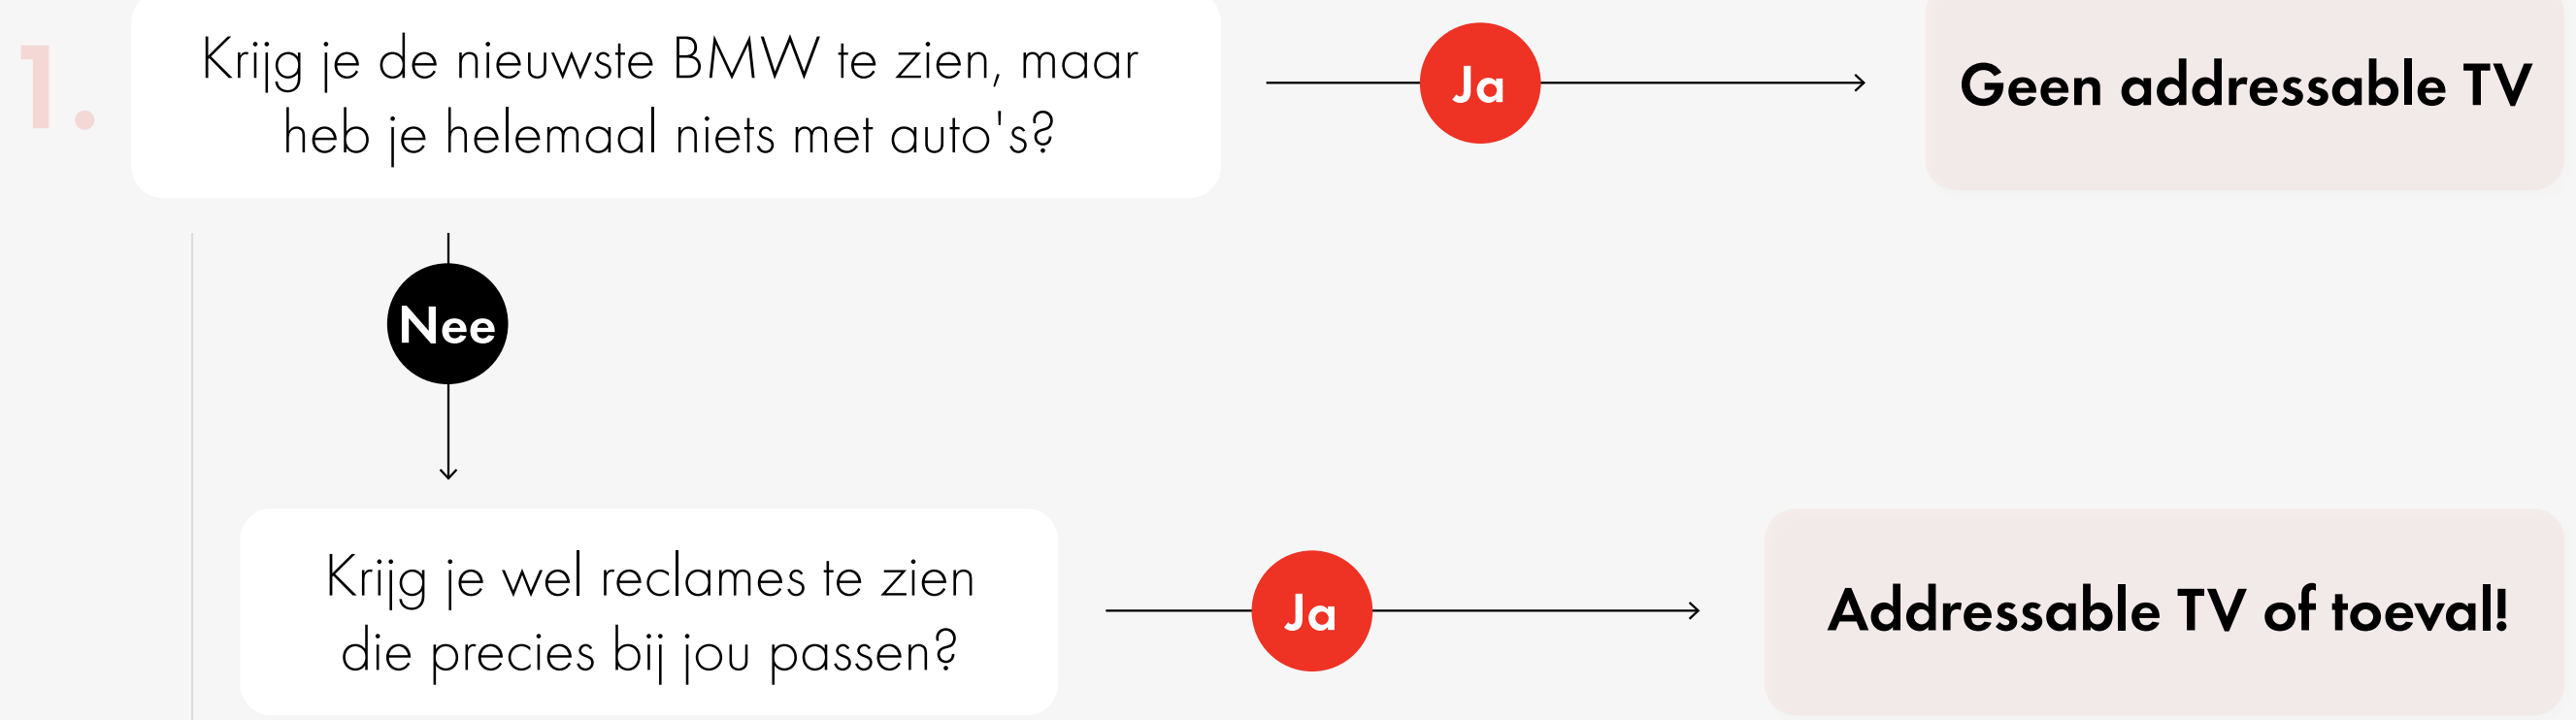 1.
Krijg je de nieuwste BMW te zien, maar
heb je helemaal niets met auto's?
Ja
Geen addressable TV
Nee
Krijg je wel reclames te zien
die precies bij jou passen?
Ja
Addressable TV of toeval!